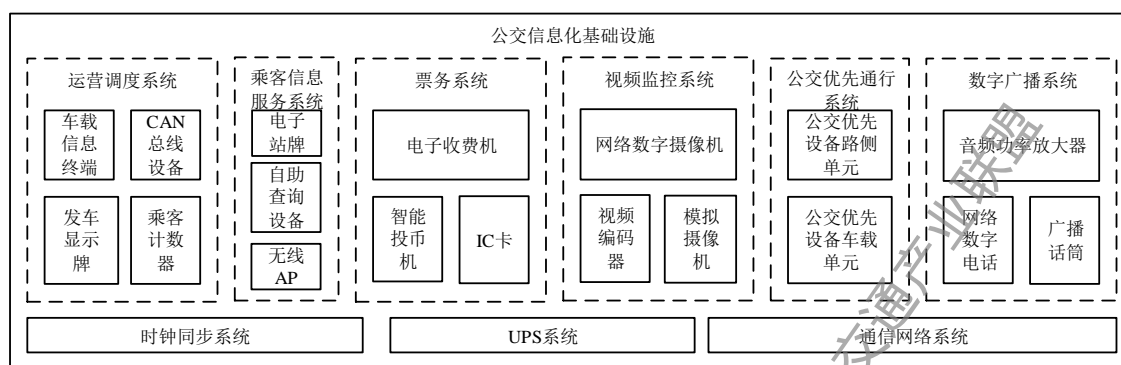 公交信息化基础设施
运营调度系统
车载
信息
终端
CAN
总线
设备
发车
显示
牌
乘客
计数
器
乘客信息
服务系统
电子
站牌
自助
查询
设备
无线
AP
票务系统
电子收费机
智能
投币
机
IC卡
视频监控系统
网络数字摄像机
视频
编码
器
模拟
摄像
机
公交优先通行
系统
公交优先
设备路侧
单元
公交优先
设备车载
单元
数字广播系统
音频功率放大器
网络
数字
电话
广播
话筒
时钟同步系统
UPS系统
通信网络系统
交通产业联盟